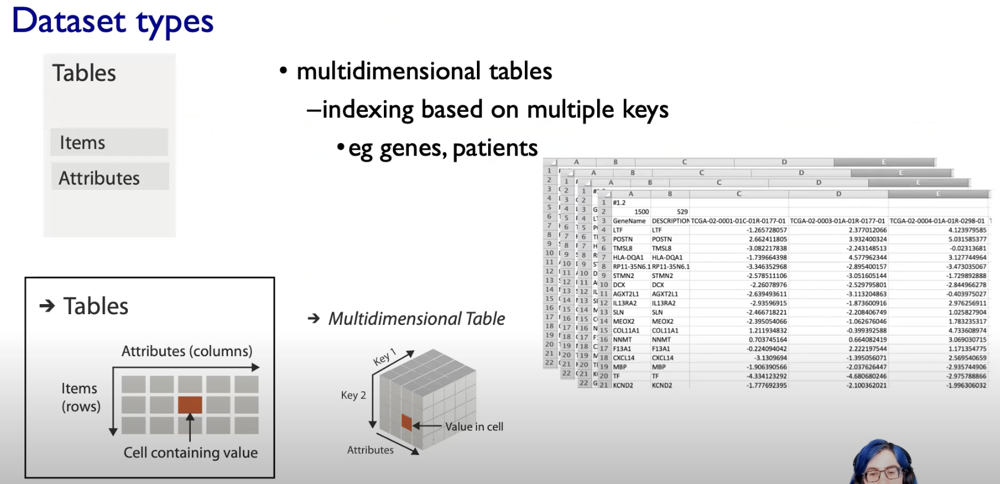 Dataset types
Tables
Items
Attributes
• multidimensional tables
–indexing based on multiple keys
• eg genes, patients
➔ Tables
Attributes (columns)
Items
(rows)
Cell containing value
➔ Multidimensional Table
Key 1
Key 2
Value in cell
Attributes
A B C D E
A B C D E
A B C D E
A B C D E
1 #1.2
2 1500 529
3 GeneName DESCRIPTION TCGA-02-0001-01C-01R-0177-01 TCGA-02-0003-01A-01R-0177-01 TCGA-02-0004-01A-01R-0298-01
4 LTF LTF -1.265728057 2.377012066 4.123979585
5 POSTN POSTN 2.662411805 3.932400324 5.031585377
6 TMSL8 TMSL8 -3.082217838 -2.243148513 -0.02313681
7 HLA-DQA1 HLA-DQA1 -1.739664398 4.577962344 3.127744964
8 RP11-35N6.1 RP11-35N6.1 -3.346352968 -2.895400157 -3.473035067
9 STMN2 STMN2 -2.578511106 -3.051605144 -1.729892888
10 DCX DCX -2.26078976 -2.529795801 -2.844966278
11 AGXT2L1 AGXT2L1 -2.639493611 -3.113204863 -0.403975027
12 IL13RA2 IL13RA2 -2.93596915 -1.873600916 2.976256911
13 SLN SLN -2.466718221 -2.208406749 1.025827904
14 MEOX2 MEOX2 -2.395054066 -1.062676046 1.783235317
15 COL11A1 COL11A1 1.211934832 -0.399392588 4.733608974
16 NNMT NNMT 0.703745164 0.664082419 3.069030715
17 F13A1 F13A1 -0.224094042 2.222197544 1.171354775
18 CXCL14 CXCL14 -3.1309694 -1.395056071 2.569540659
19 MBP MBP -1.906390566 -2.037626447 -2.935744906
20 TF TF -4.334123292 -4.680680246 -2.975788866
21 KCND2 KCND2 -1.777692395 -2.100362021 -1.996306032